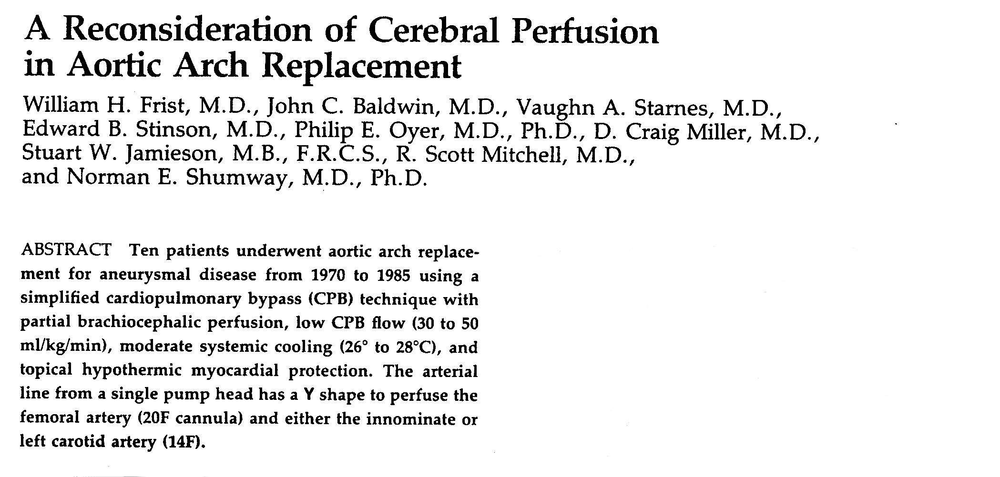 A Reconsideration of Cerebral Perfusion
in Aortic Arch Replacement
William H. Frist, M.D., John C. Baldwin, M.D., Vaughn A. Starnes, M.D.,
Edward B. Stinson, M.D., Philip E. Oyer, M.D., Ph.D., D. Craig Miller, M.D.,
Stuart W. Jamieson, M.B., F.R.C.S., R. Scott Mitchell, M.D.,
and Norman E. Shumway, M.D., Ph.D.
ABSTRACT Ten patients underwent aortic arch replace-
ment for aneurysmal disease from 1970 to 1985 using a
simplified cardiopulmonary bypass (CPB) technique with
partial brachiocephalic perfusion, low CPB flow (30 to 50
ml/kg/min), moderate systemic cooling (26° to 28°C), and
topical hypothermic myocardial protection. The arterial
line from a single pump head has a Y shape to perfuse the
femoral artery (20F cannula) and either the innominate or
left carotid artery (14F).